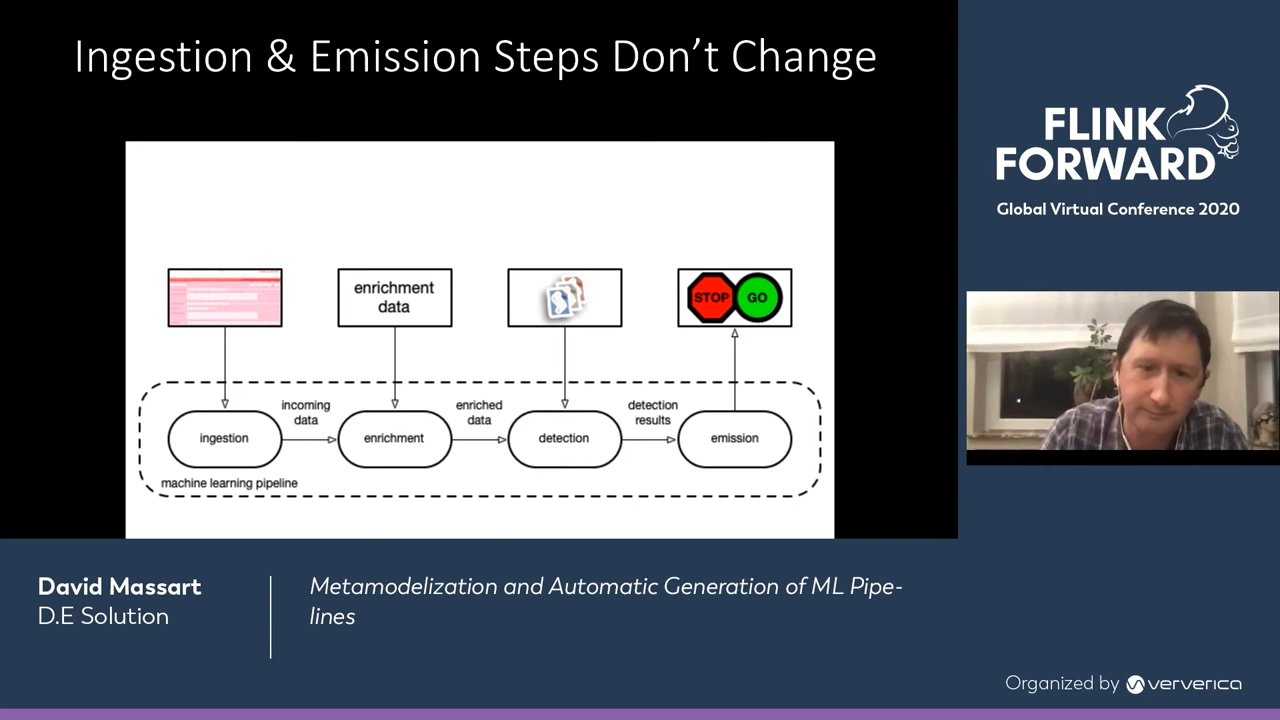 Ingestion & Emission Steps Don’t Change
FLINK
FORWARD
Global Virtual Conference 2020
enrichment
data
STOP
GO
incoming
data
enriched
data
detection
results
ingestion
enrichment
detection
emission
machine learning pipeline
David Massart
D.E Solution
Metamodelization and Automatic Generation of ML Pipe-
lines
Organized by ververica